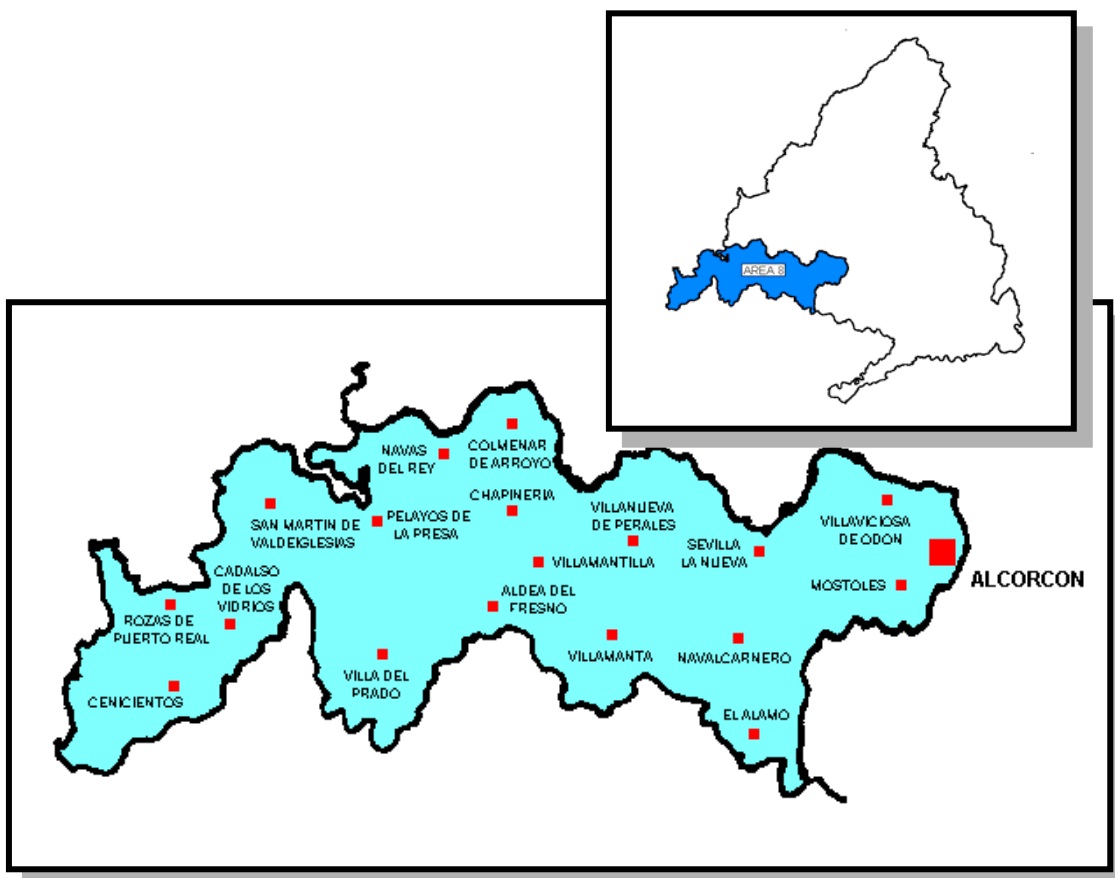 AREA 8
NAVAS
DEL REY
COLMENAR
DE ARROYO
CHAPINERIA
SAN MARTIN DE
VALDEIGLESIAS
PELAYOS DE
LA PRESA
VILLANUEVA
DE PERALES
VILLAVICIOSA
DE ODON
SEVILLA
LA NUEVA
VILLAMANTILLA
ALCORCON
MOSTOLES
CADALSO
DE LOS
VIDRIOS
ALDEA DEL
FRESNO
ROZAS DE
PUERTO REAL
VILLAMANTA
NAVALCARNERO
VILLA DEL
PRADO
CENICIENTOS
EL ALAMO